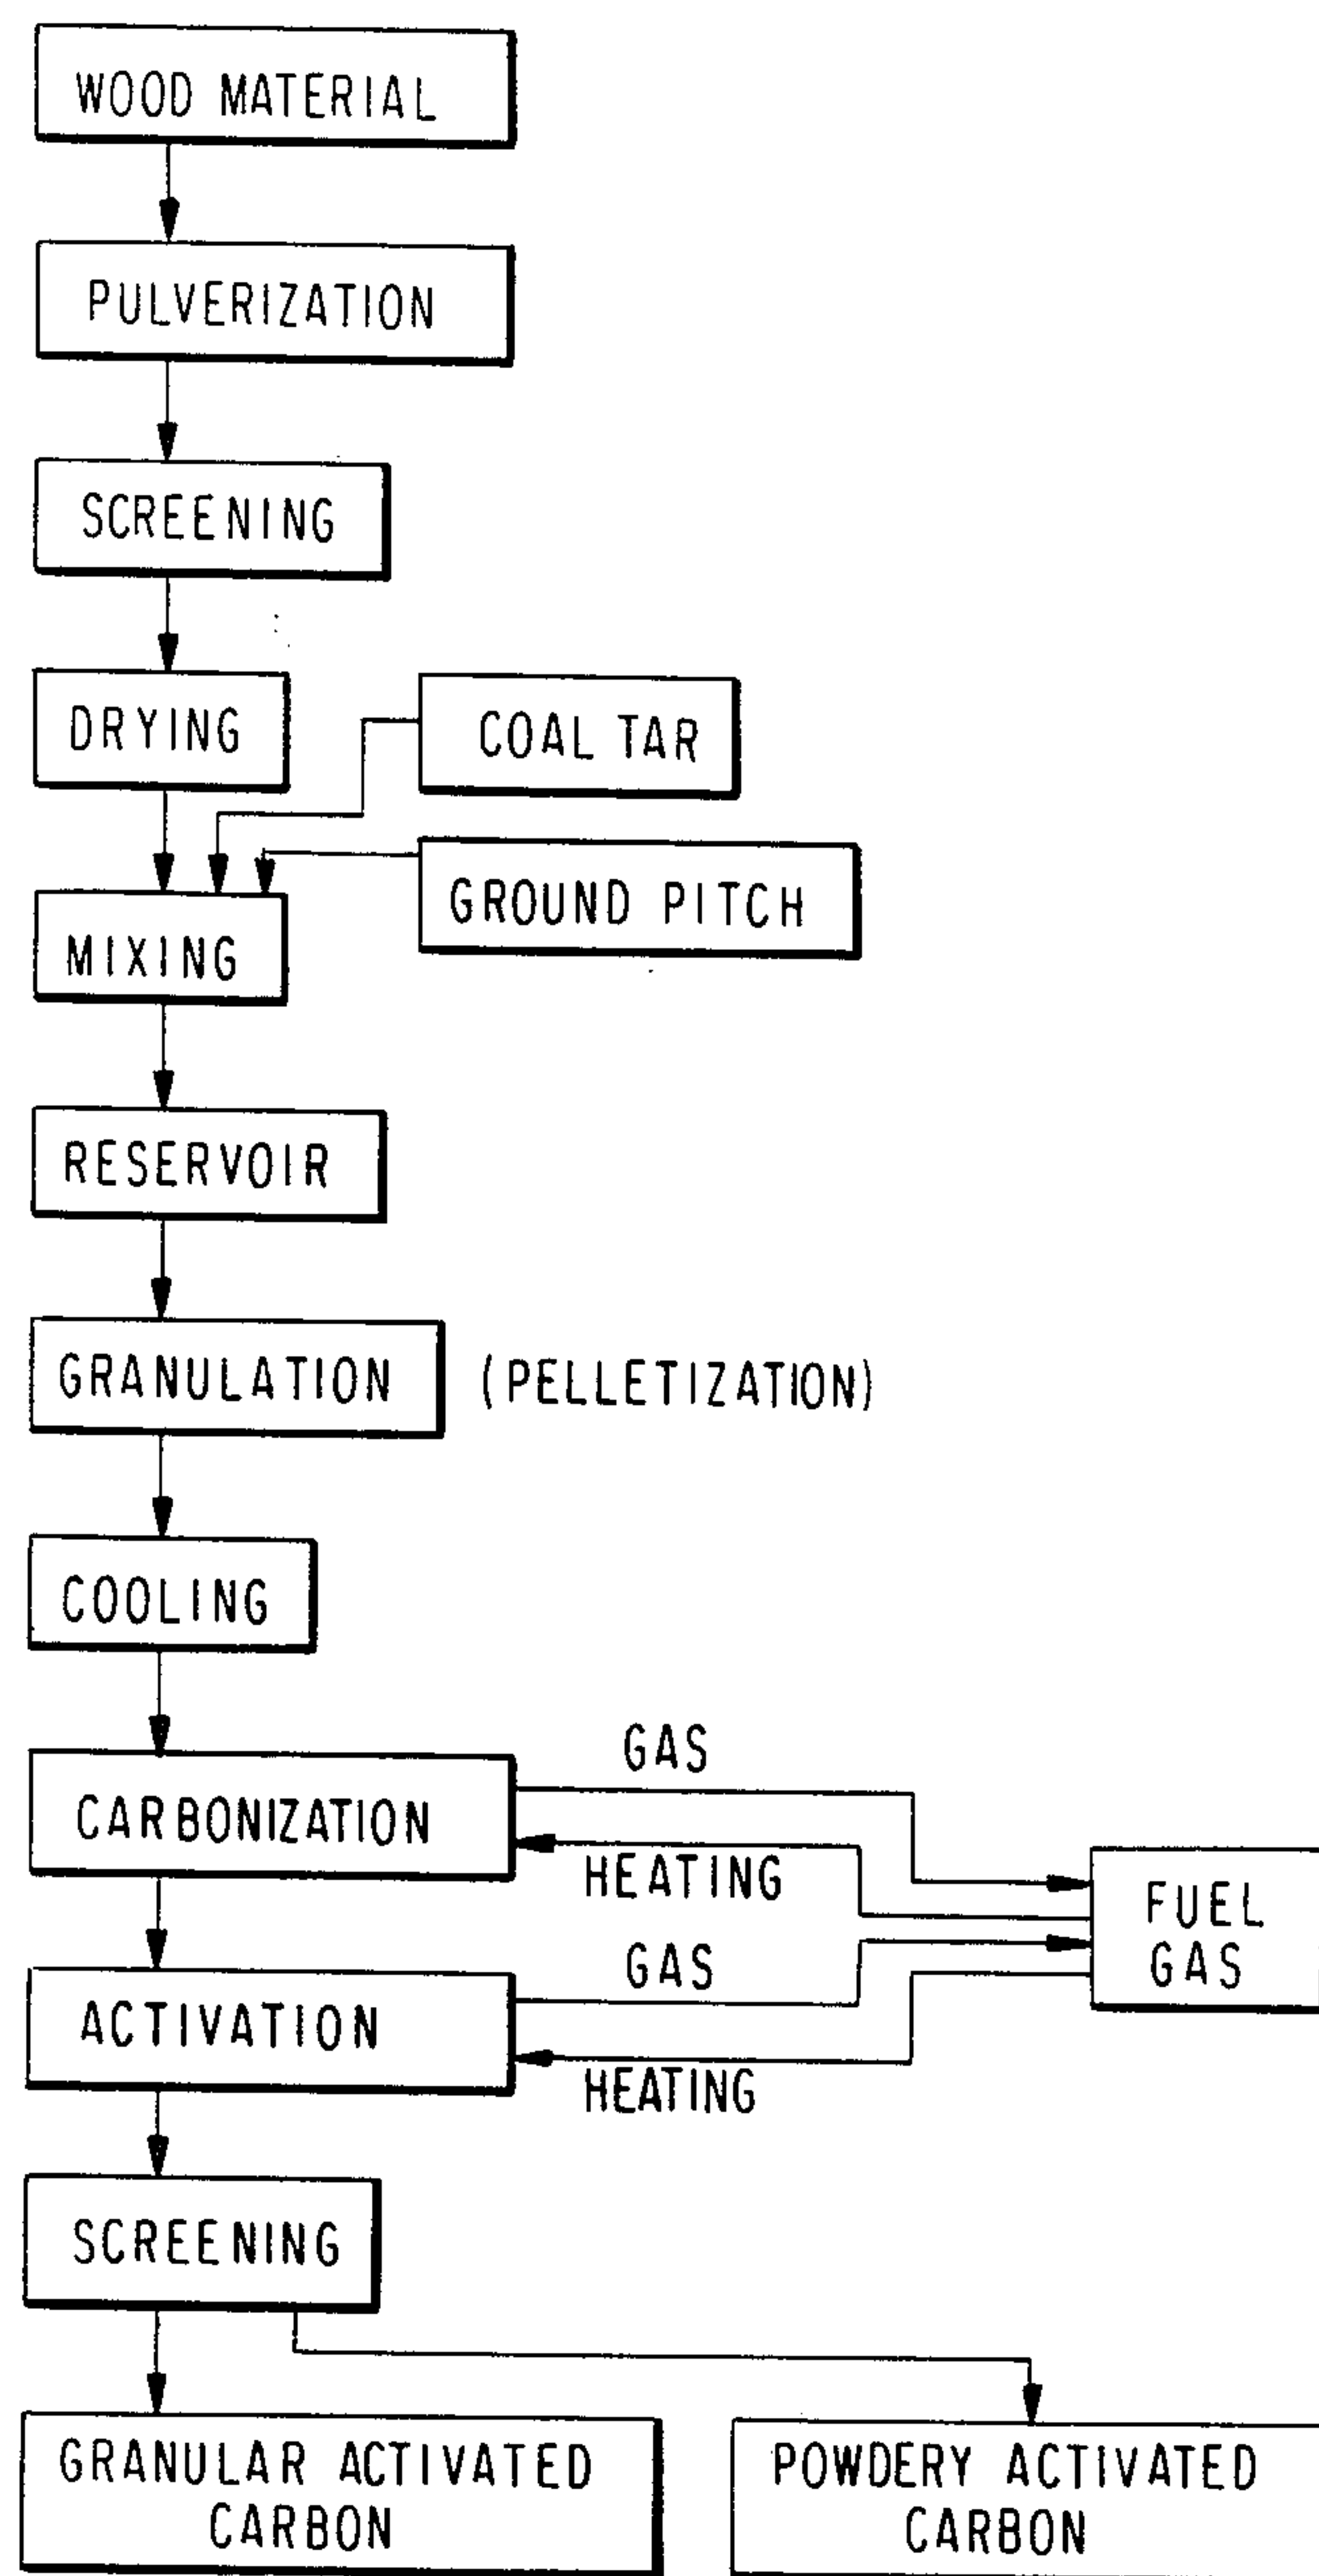 WOOD MATERIAL
PULVERIZATION
SCREENING
DRYING
COAL TAR
GROUND PITCH
MIXING
RESERVOIR
GRANULATION (PELLETIZATION)
COOLING
GAS
CARBONIZATION
HEATING
FUEL
GAS
GAS
ACTIVATION
HEATING
SCREENING
GRANULAR ACTIVATED
CARBON
POWDERY ACTIVATED
CARBON